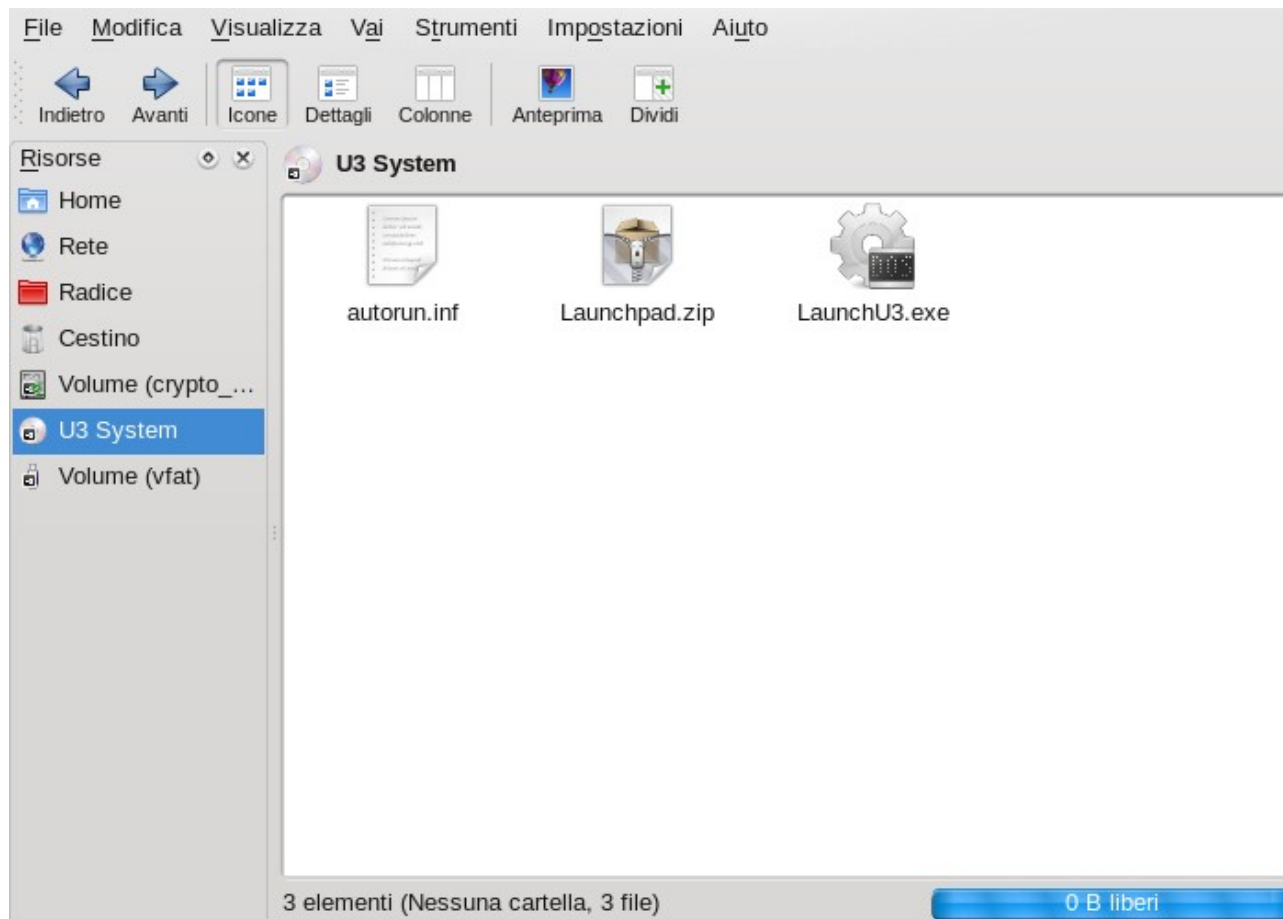 File Modifica Visualizza Vai Strumenti Impostazioni Aiuto
Indietro Avanti Icone Dettagli Colonne Anteprima Dividi
Risorse
U3 System
Home
Rete
Radice
Cestino
Volume (crypto_...
U3 System
Volume (vfat)
autorun.inf Launchpad.zip LaunchU3.exe
3 elementi (Nessuna cartella, 3 file) 0 B liberi